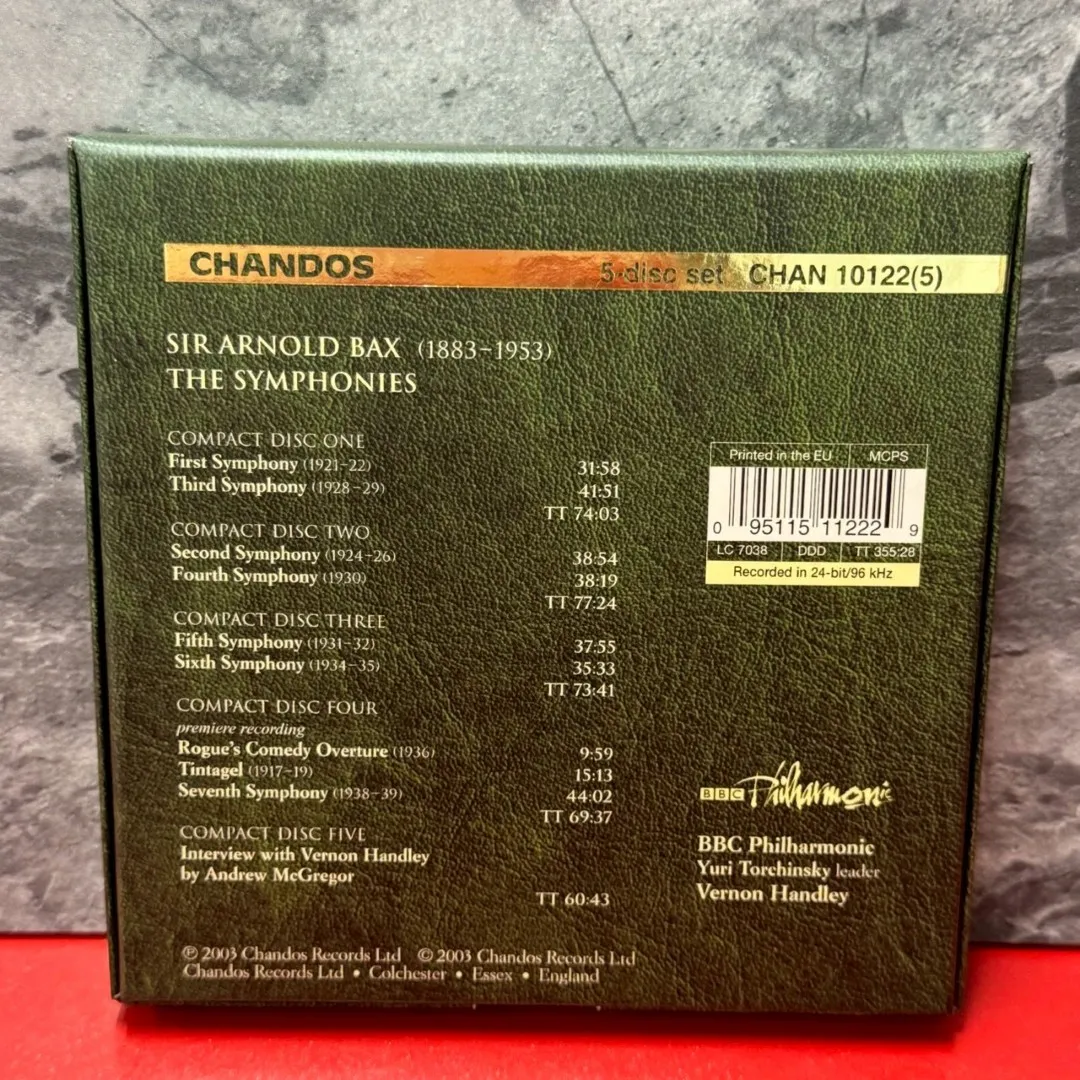 CHANDOS 5-disc set CHAN 10122(5)
SIR ARNOLD BAX (1883–1953)
THE SYMPHONIES
COMPACT DISC ONE
First Symphony (1921–22) 31:58
Third Symphony (1928–29) 41:51
TT 74:03
COMPACT DISC TWO
Second Symphony (1924–26) 38:54
Fourth Symphony (1930) 38:19
TT 77:24
COMPACT DISC THREE
Fifth Symphony (1931–32) 37:55
Sixth Symphony (1934–35) 35:33
TT 73:41
COMPACT DISC FOUR
premiere recording
Rogue's Comedy Overture (1936) 9:59
Tintagel (1917–19) 15:13
Seventh Symphony (1938–39) 44:02
TT 69:37
COMPACT DISC FIVE
Interview with Vernon Handley
by Andrew McGregor
TT 60:43
Printed in the EU MCPS
0 95115 11222 9
LC 7038 DDD TT 355:28
Recorded in 24-bit/96 kHz
BBC Philharmonic
BBC Philharmonic
Yuri Torchinsky leader
Vernon Handley
℗ 2003 Chandos Records Ltd © 2003 Chandos Records Ltd
Chandos Records Ltd • Colchester • Essex • England